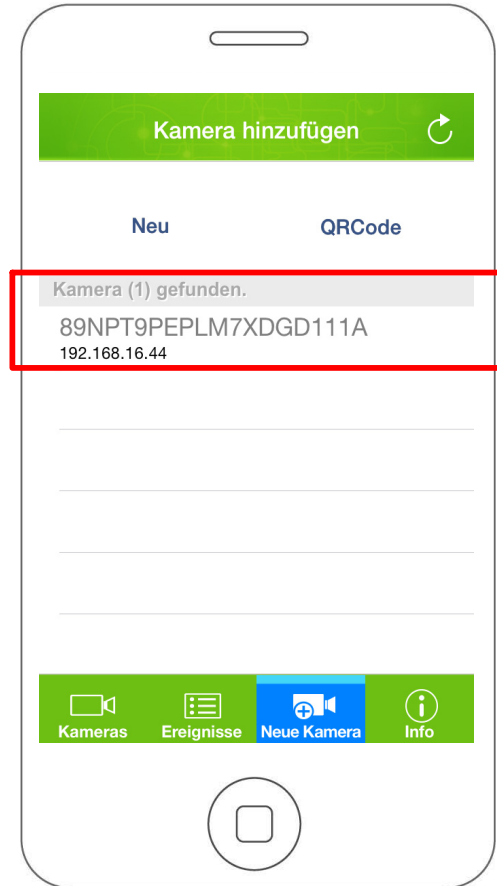 Kamera hinzufügen
Neu QRCode
Kamera (1) gefunden.
89NPT9PEPLM7XDGD111A
192.168.16.44
Kameras Ereignisse Neue Kamera Info